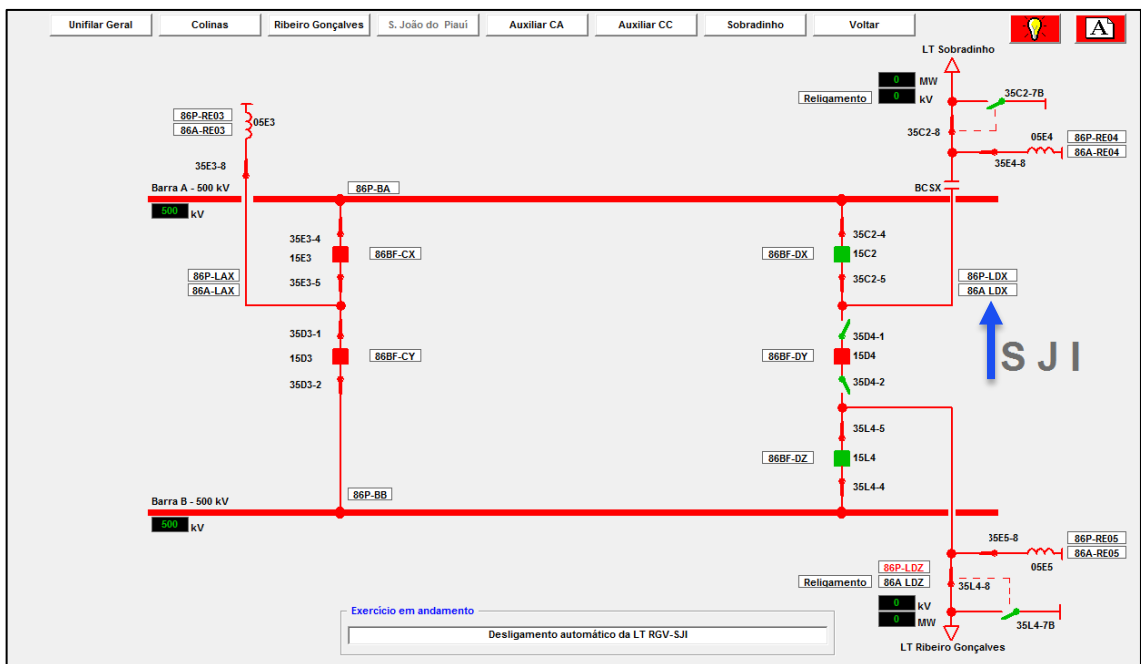 Unifilar Geral
Colinas
Ribeiro Gonçalves
S. João do Piauí
Auxiliar CA
Auxiliar CC
Sobradinho
Voltar
A
LT Sobradinho
0 MW
Religamento 0 kV
35C2-7B
35C2-8
05E4
86P-RE04
86A-RE04
35E4-8
BCSX
86P-RE03
86A-RE03
05E3
35E3-8
Barra A - 500 kV
500 kV
86P-BA
35E3-4
15E3
86BF-CX
35E3-5
86P-LAX
86A-LAX
35D3-1
15D3
86BF-CY
35D3-2
35C2-4
86BF-DX
15C2
35C2-5
86P-LDX
86A LDX
35D4-1
86BF-DY
15D4
35D4-2
S J I
35L4-5
86BF-DZ
15L4
35L4-4
86P-BB
Barra B - 500 kV
500 kV
35E5-8
86P-RE05
86A-RE05
05E5
86P-LDZ
Religamento
86A LDZ
35L4-8
0 kV
0 MW
35L4-7B
LT Ribeiro Gonçalves
Exercício em andamento
Desligamento automático da LT RGV-SJI